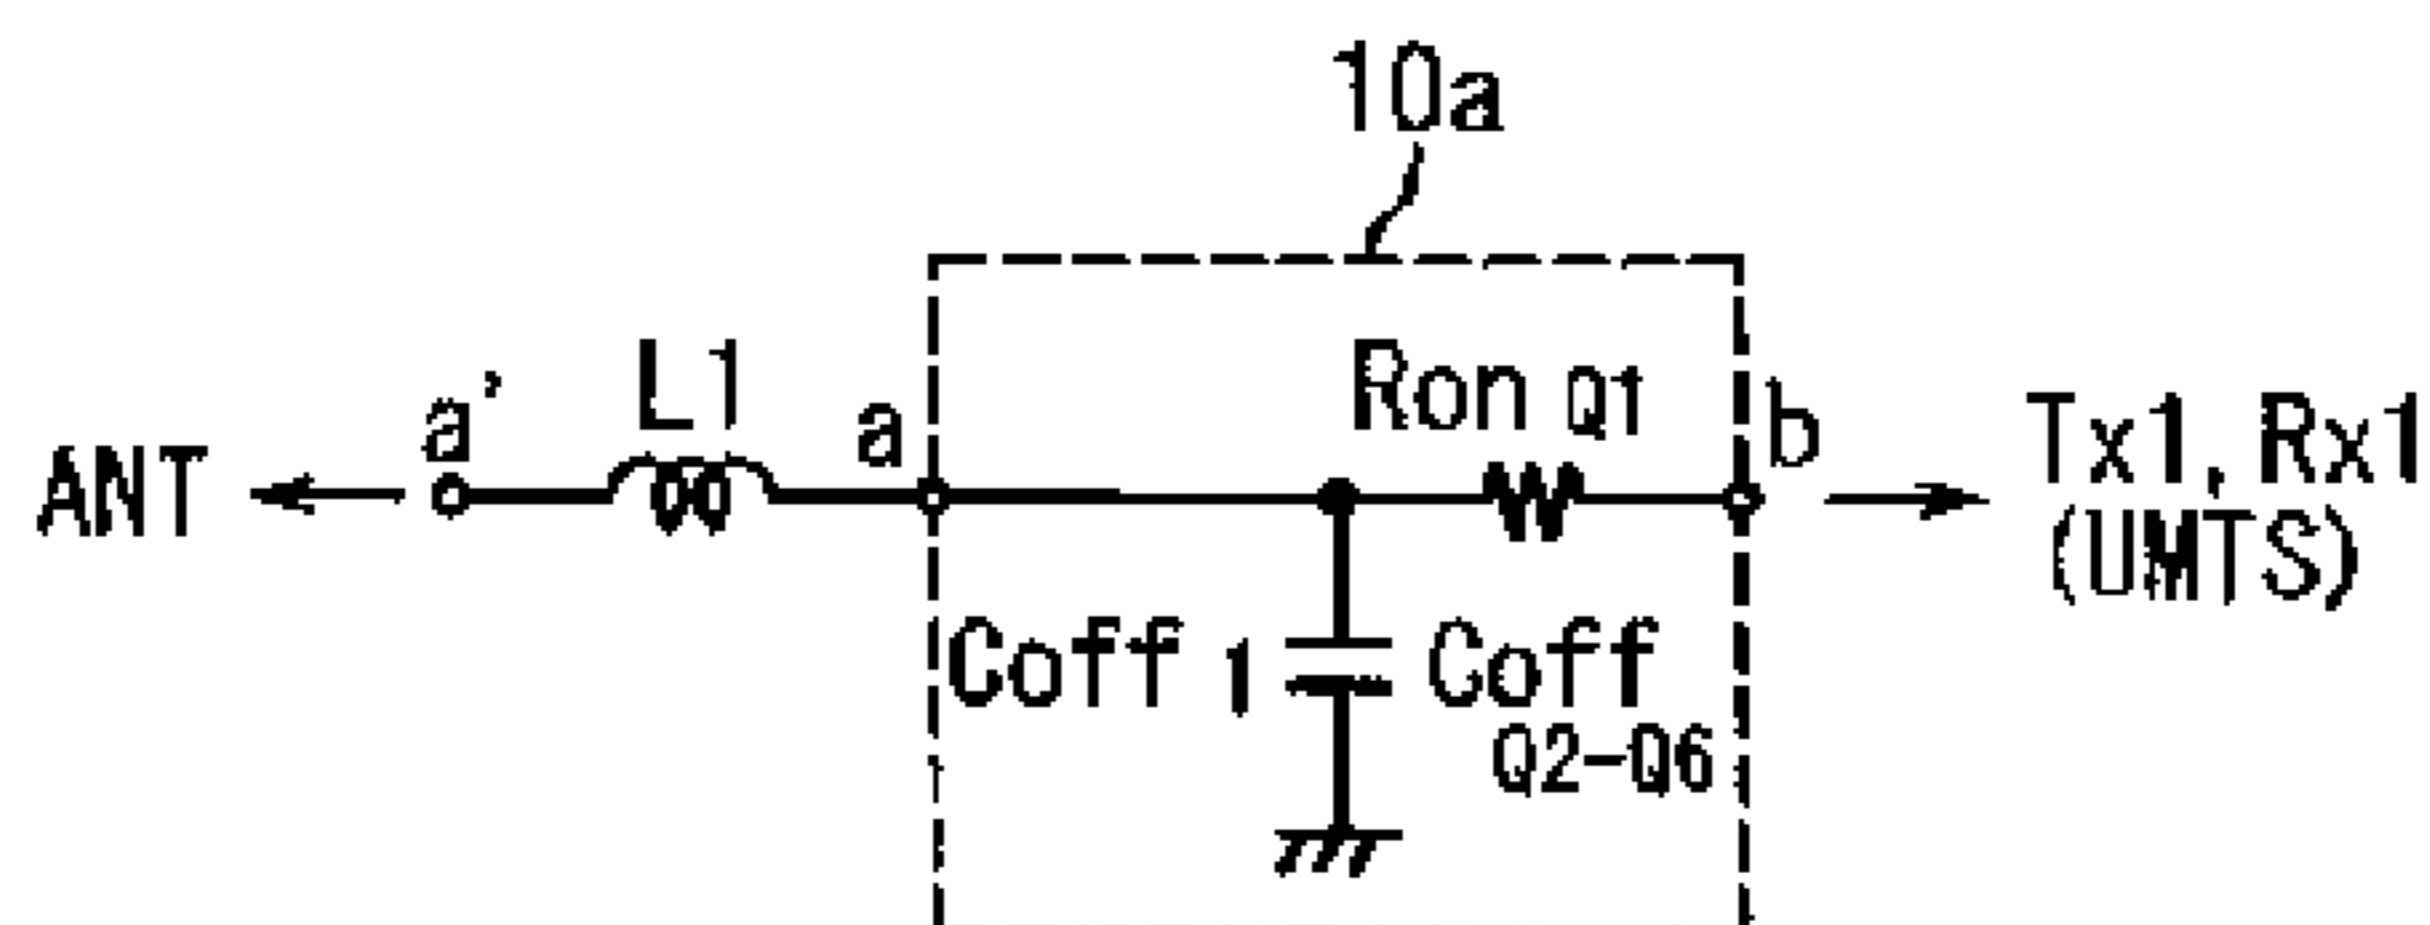 10a
L1
a'
a
Ron Q1
b
ANT
Tx1, Rx1
(UMTS)
Coff 1
Coff
Q2-Q6